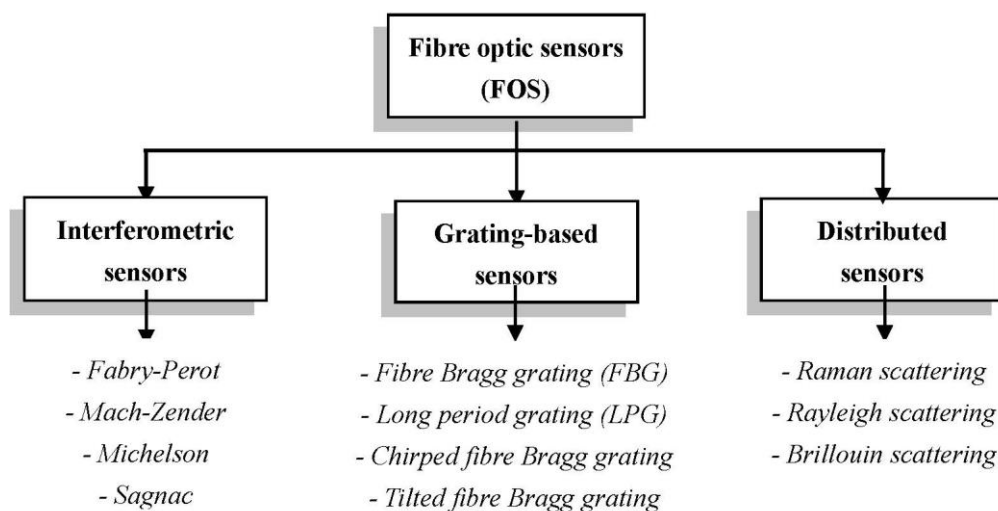 Fibre optic sensors
(FOS)
Interferometric
sensors
Grating-based
sensors
Distributed
sensors
- Fabry-Perot
- Mach-Zender
- Michelson
- Sagnac
- Fibre Bragg grating (FBG)
- Long period grating (LPG)
- Chirped fibre Bragg grating
- Tilted fibre Bragg grating
- Raman scattering
- Rayleigh scattering
- Brillouin scattering